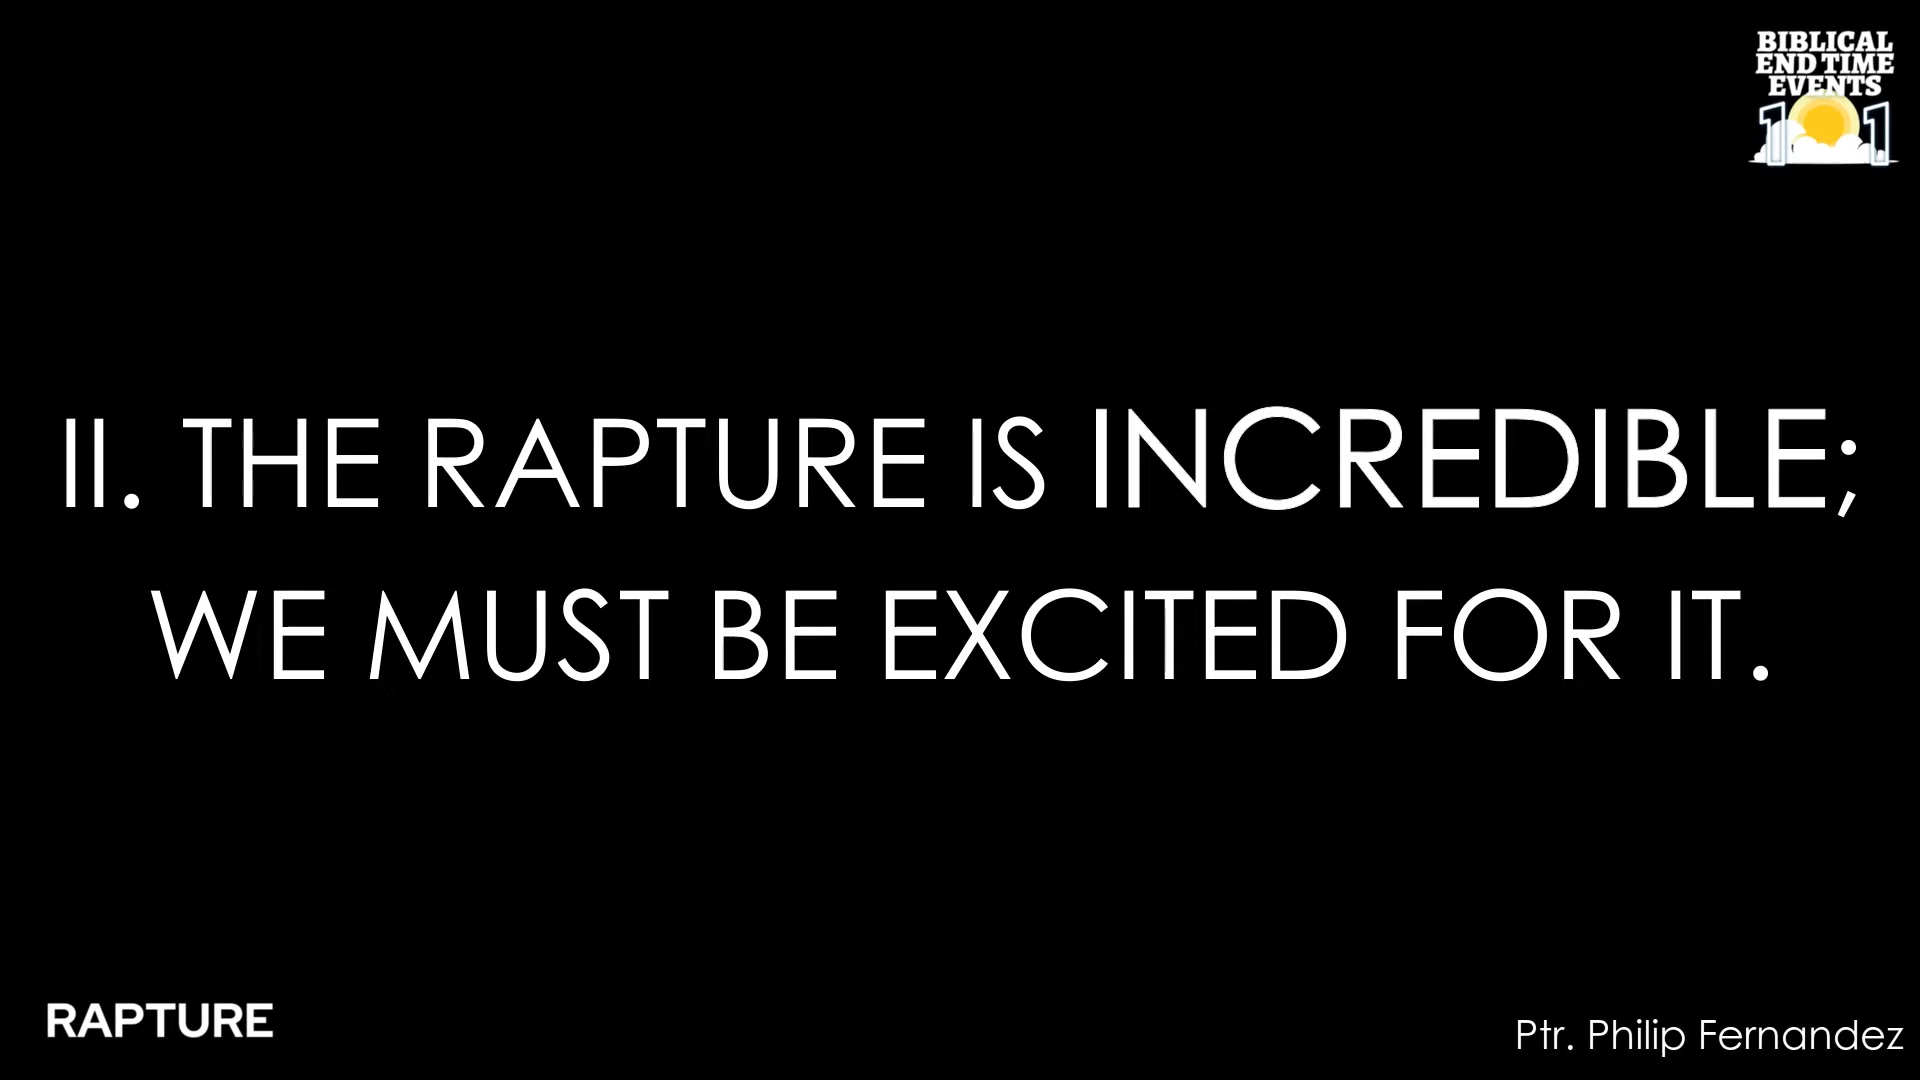 BIBLICAL
END TIME
EVENTS
101
II. THE RAPTURE IS INCREDIBLE;
WE MUST BE EXCITED FOR IT.
RAPTURE
Ptr. Philip Fernandez